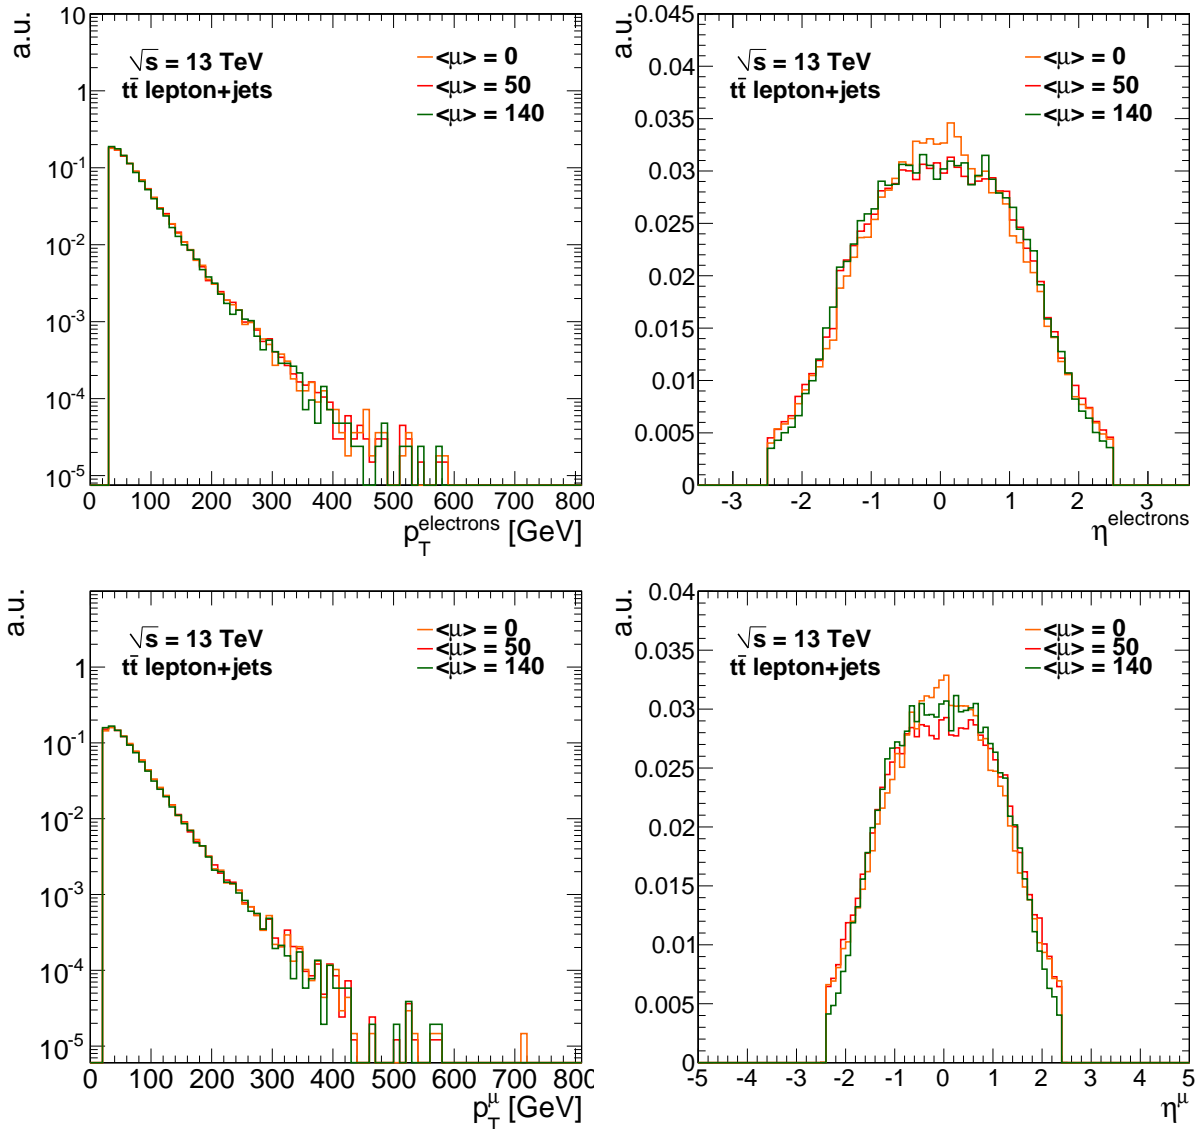 a.u.
10
1
10⁻¹
10⁻²
10⁻³
10⁻⁴
10⁻⁵
√s = 13 TeV
tt̄ lepton+jets
<μ> = 0
<μ> = 50
<μ> = 140
0 100 200 300 400 500 600 700 800
p_T^electrons [GeV]
a.u.
0.045
0.04
0.035
0.03
0.025
0.02
0.015
0.01
0.005
0
√s = 13 TeV
tt̄ lepton+jets
<μ> = 0
<μ> = 50
<μ> = 140
-3 -2 -1 0 1 2 3
η^electrons
a.u.
1
10⁻¹
10⁻²
10⁻³
10⁻⁴
10⁻⁵
√s = 13 TeV
tt̄ lepton+jets
<μ> = 0
<μ> = 50
<μ> = 140
0 100 200 300 400 500 600 700 800
p_T^μ [GeV]
a.u.
0.04
0.035
0.03
0.025
0.02
0.015
0.01
0.005
0
√s = 13 TeV
tt̄ lepton+jets
<μ> = 0
<μ> = 50
<μ> = 140
-5 -4 -3 -2 -1 0 1 2 3 4 5
η^μ